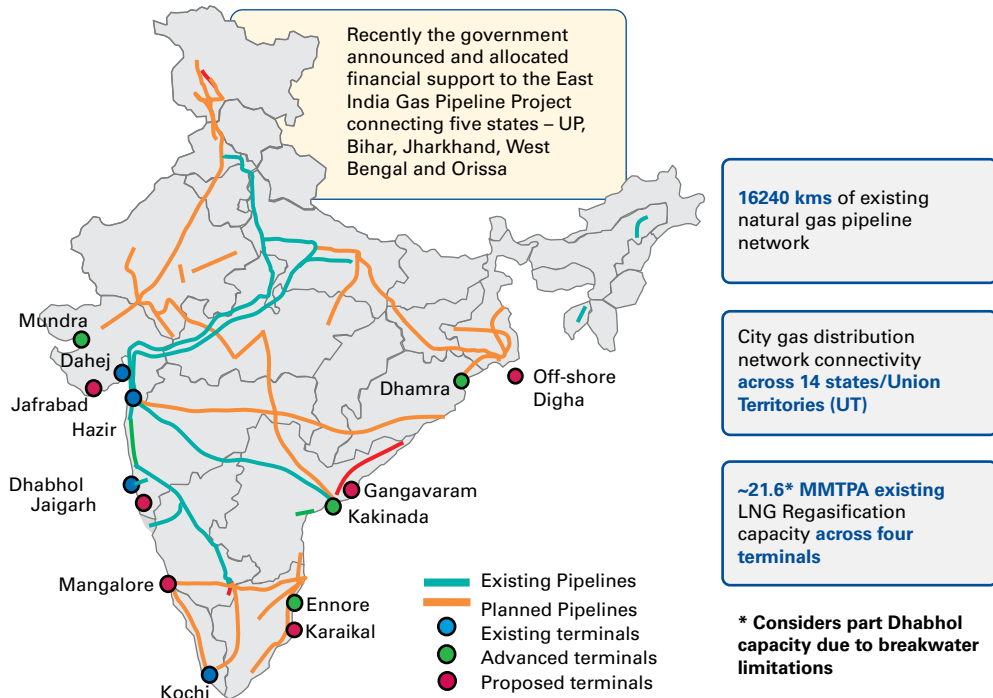 Recently the government
announced and allocated
financial support to the East
India Gas Pipeline Project
connecting five states – UP,
Bihar, Jharkhand, West
Bengal and Orissa
16240 kms of existing
natural gas pipeline
network
City gas distribution
network connectivity
across 14 states/Union
Territories (UT)
~21.6* MMTPA existing
LNG Regasification
capacity across four
terminals
* Considers part Dhabhol
capacity due to breakwater
limitations
Mundra
Dahej
Jafrabad
Hazir
Dhamra
Off-shore
Digha
Dhabhol
Jaigarh
Gangavaram
Kakinada
Mangalore
Ennore
Karaikal
Kochi
Existing Pipelines
Planned Pipelines
Existing terminals
Advanced terminals
Proposed terminals